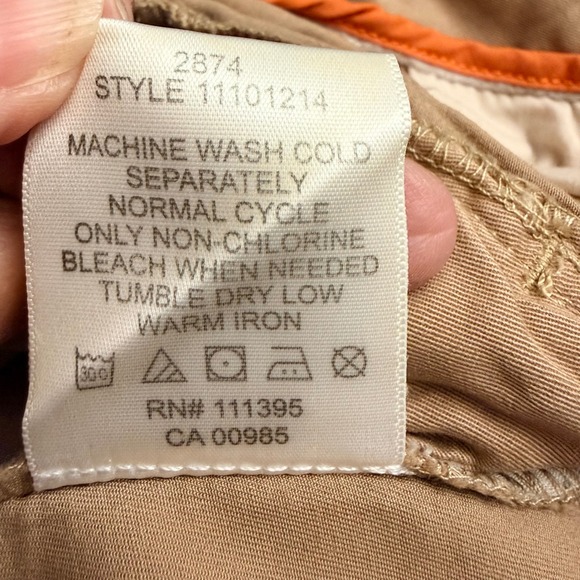 2874
STYLE 11101214
MACHINE WASH COLD
SEPARATELY
NORMAL CYCLE
ONLY NON-CHLORINE
BLEACH WHEN NEEDED
TUMBLE DRY LOW
WARM IRON
30C
RN# 111395
CA 00985